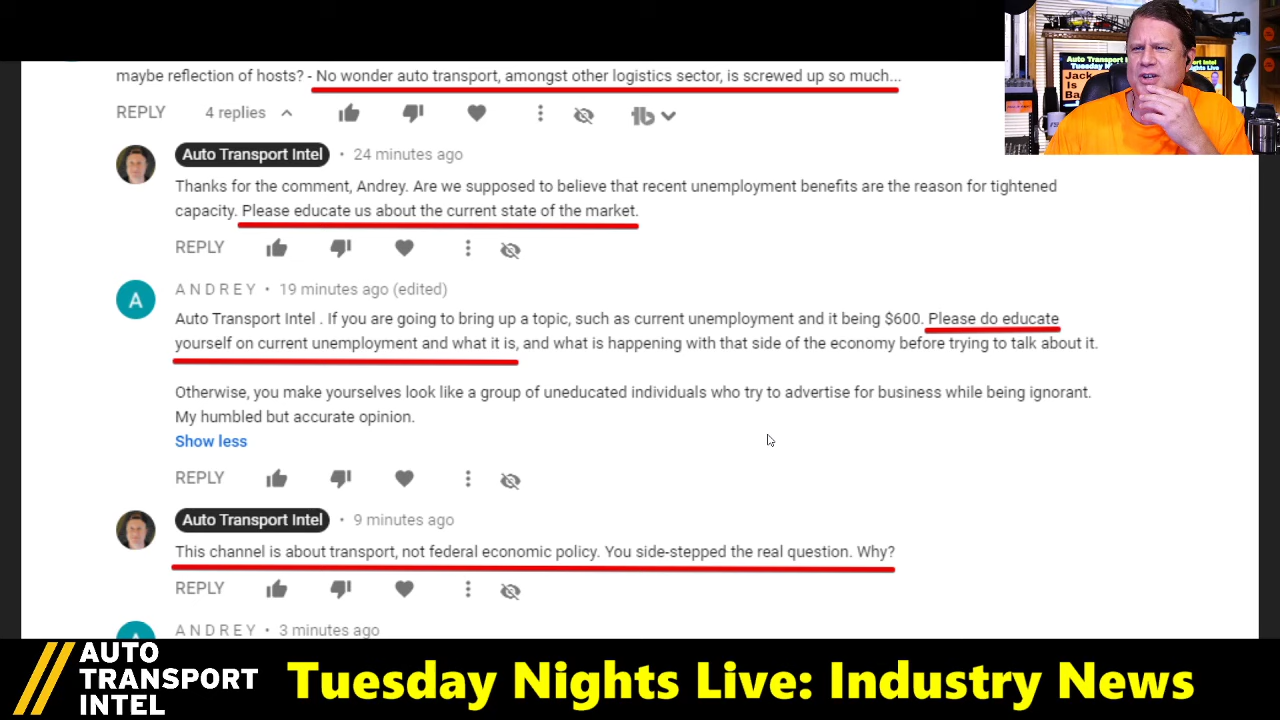 maybe reflection of hosts? - No wonder auto transport, amongst other logistics sector, is screwed up so much...
REPLY 4 replies
Auto Transport Intel • 24 minutes ago
Thanks for the comment, Andrey. Are we supposed to believe that recent unemployment benefits are the reason for tightened
capacity. Please educate us about the current state of the market.
REPLY
A
A N D R E Y • 19 minutes ago (edited)
Auto Transport Intel . If you are going to bring up a topic, such as current unemployment and it being $600. Please do educate
yourself on current unemployment and what it is, and what is happening with that side of the economy before trying to talk about it.
Otherwise, you make yourselves look like a group of uneducated individuals who try to advertise for business while being ignorant.
My humbled but accurate opinion.
Show less
REPLY
Auto Transport Intel • 9 minutes ago
This channel is about transport, not federal economic policy. You side-stepped the real question. Why?
REPLY
A N D R E Y • 3 minutes ago
AUTO
TRANSPORT
INTEL
Tuesday Nights Live: Industry News